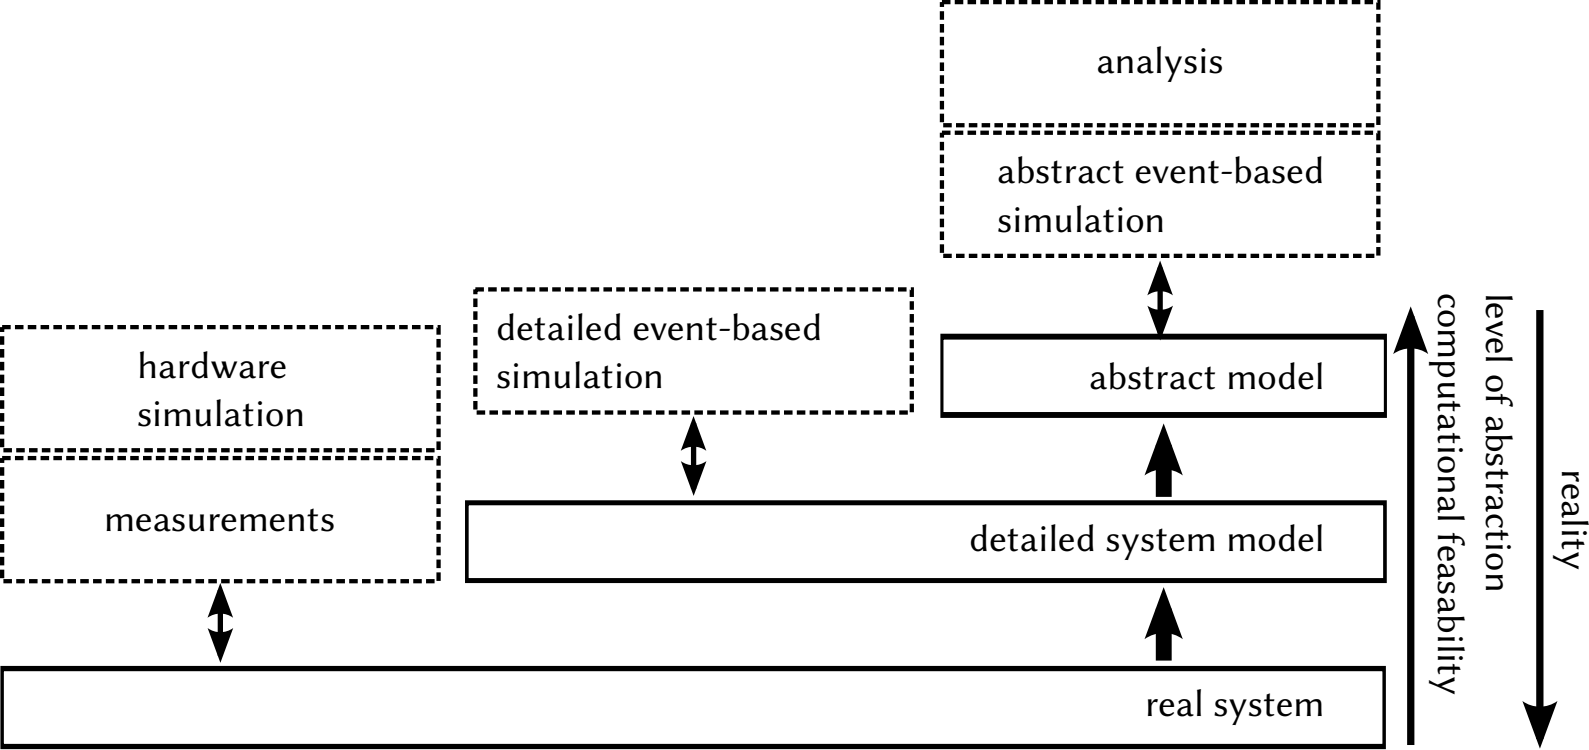 analysis
abstract event-based
simulation
detailed event-based
simulation
hardware
simulation
abstract model
measurements
detailed system model
real system
level of abstraction
computational feasability
reality